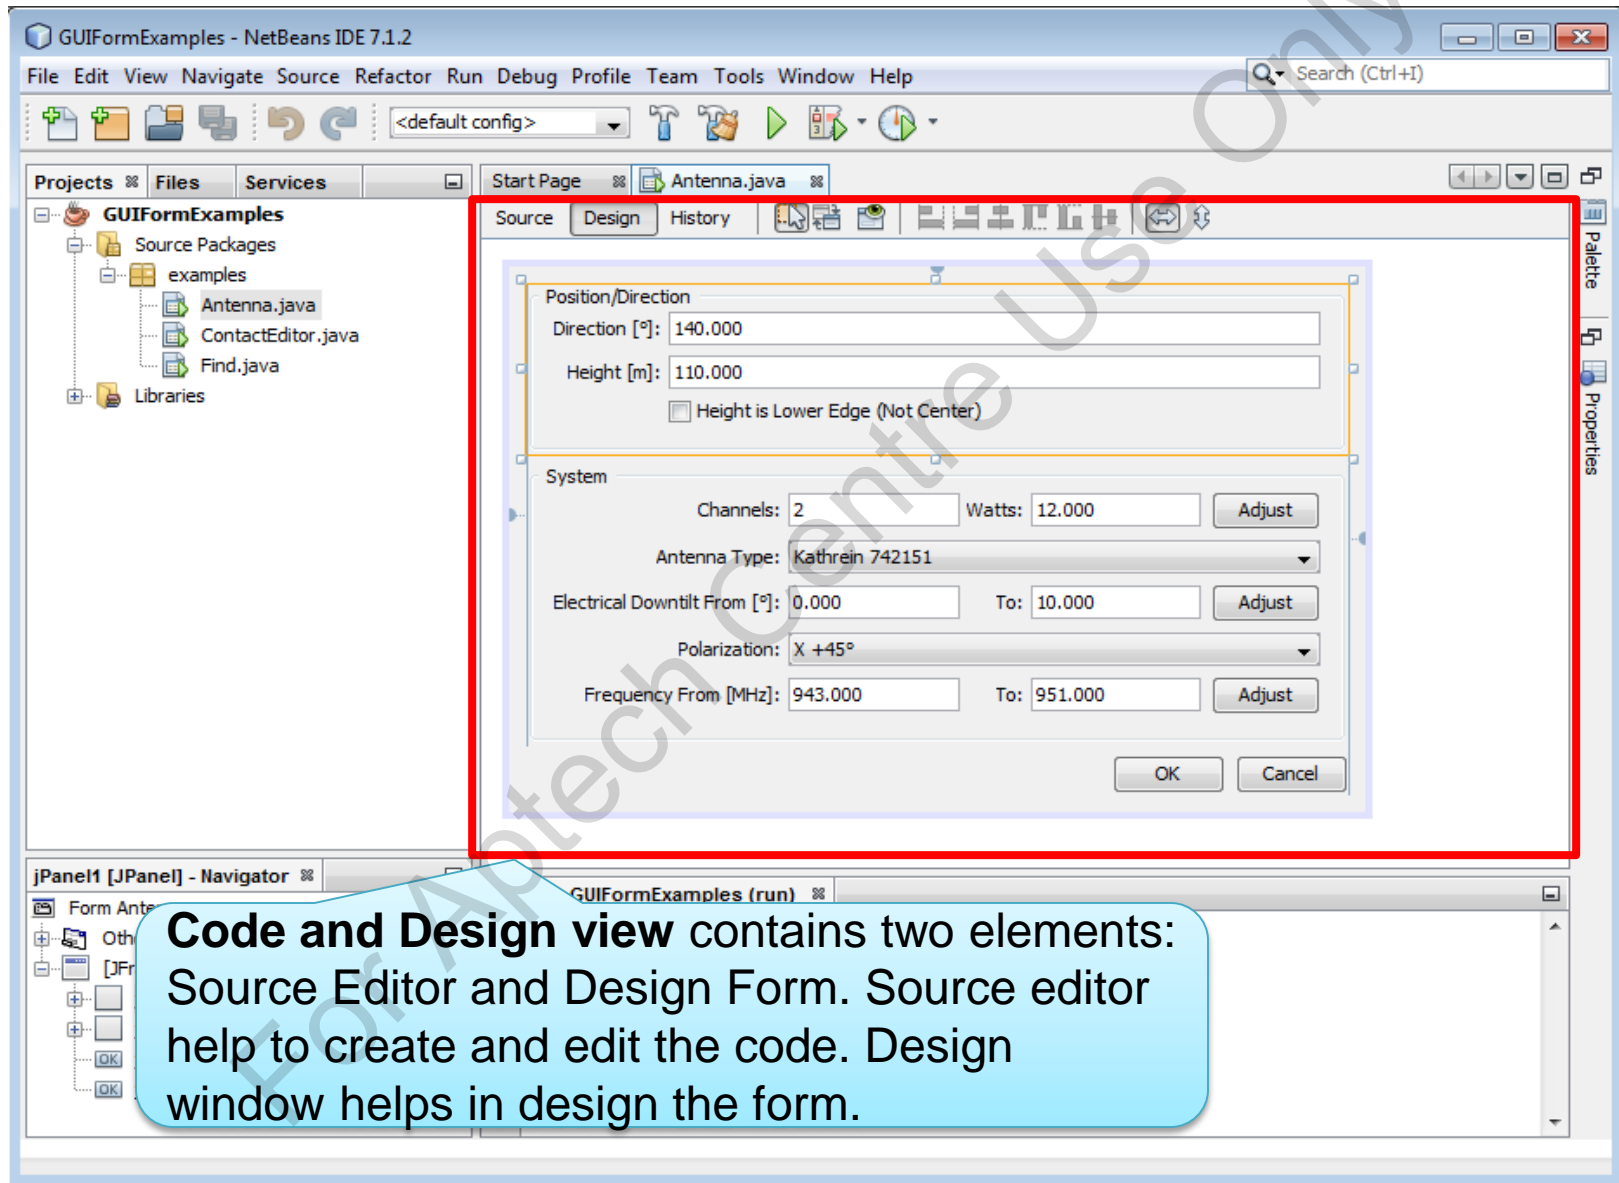 GUIFormExamples - NetBeans IDE 7.1.2
File Edit View Navigate Source Refactor Run Debug Profile Team Tools Window Help
Search (Ctrl+I)
<default config>
Projects Files Services
Start Page Antenna.java
GUIFormExamples
Source Packages
examples
Antenna.java
ContactEditor.java
Find.java
Libraries
Source Design History
Position/Direction
Direction [°]: 140.000
Height [m]: 110.000
Height is Lower Edge (Not Center)
System
Channels: 2 Watts: 12.000 Adjust
Antenna Type: Kathrein 742151
Electrical Downtilt From [°]: 0.000 To: 10.000 Adjust
Polarization: X +45°
Frequency From [MHz]: 943.000 To: 951.000 Adjust
OK Cancel
Palette
Properties
jPanel1 [JPanel] - Navigator
Form Ante
Oth
[JFr
OK
OK
GUIFormExamples (run)
Code and Design view contains two elements:
Source Editor and Design Form. Source editor
help to create and edit the code. Design
window helps in design the form.
For Aptech Centre Use Only